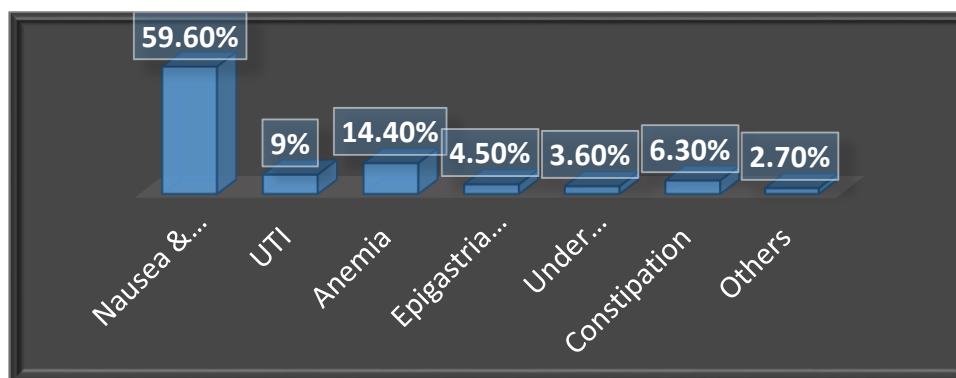 59.60%
9%
14.40%
4.50%
3.60%
6.30%
2.70%
Nausea &...
UTI
Anemia
Epigastria...
Under...
Constipation
Others